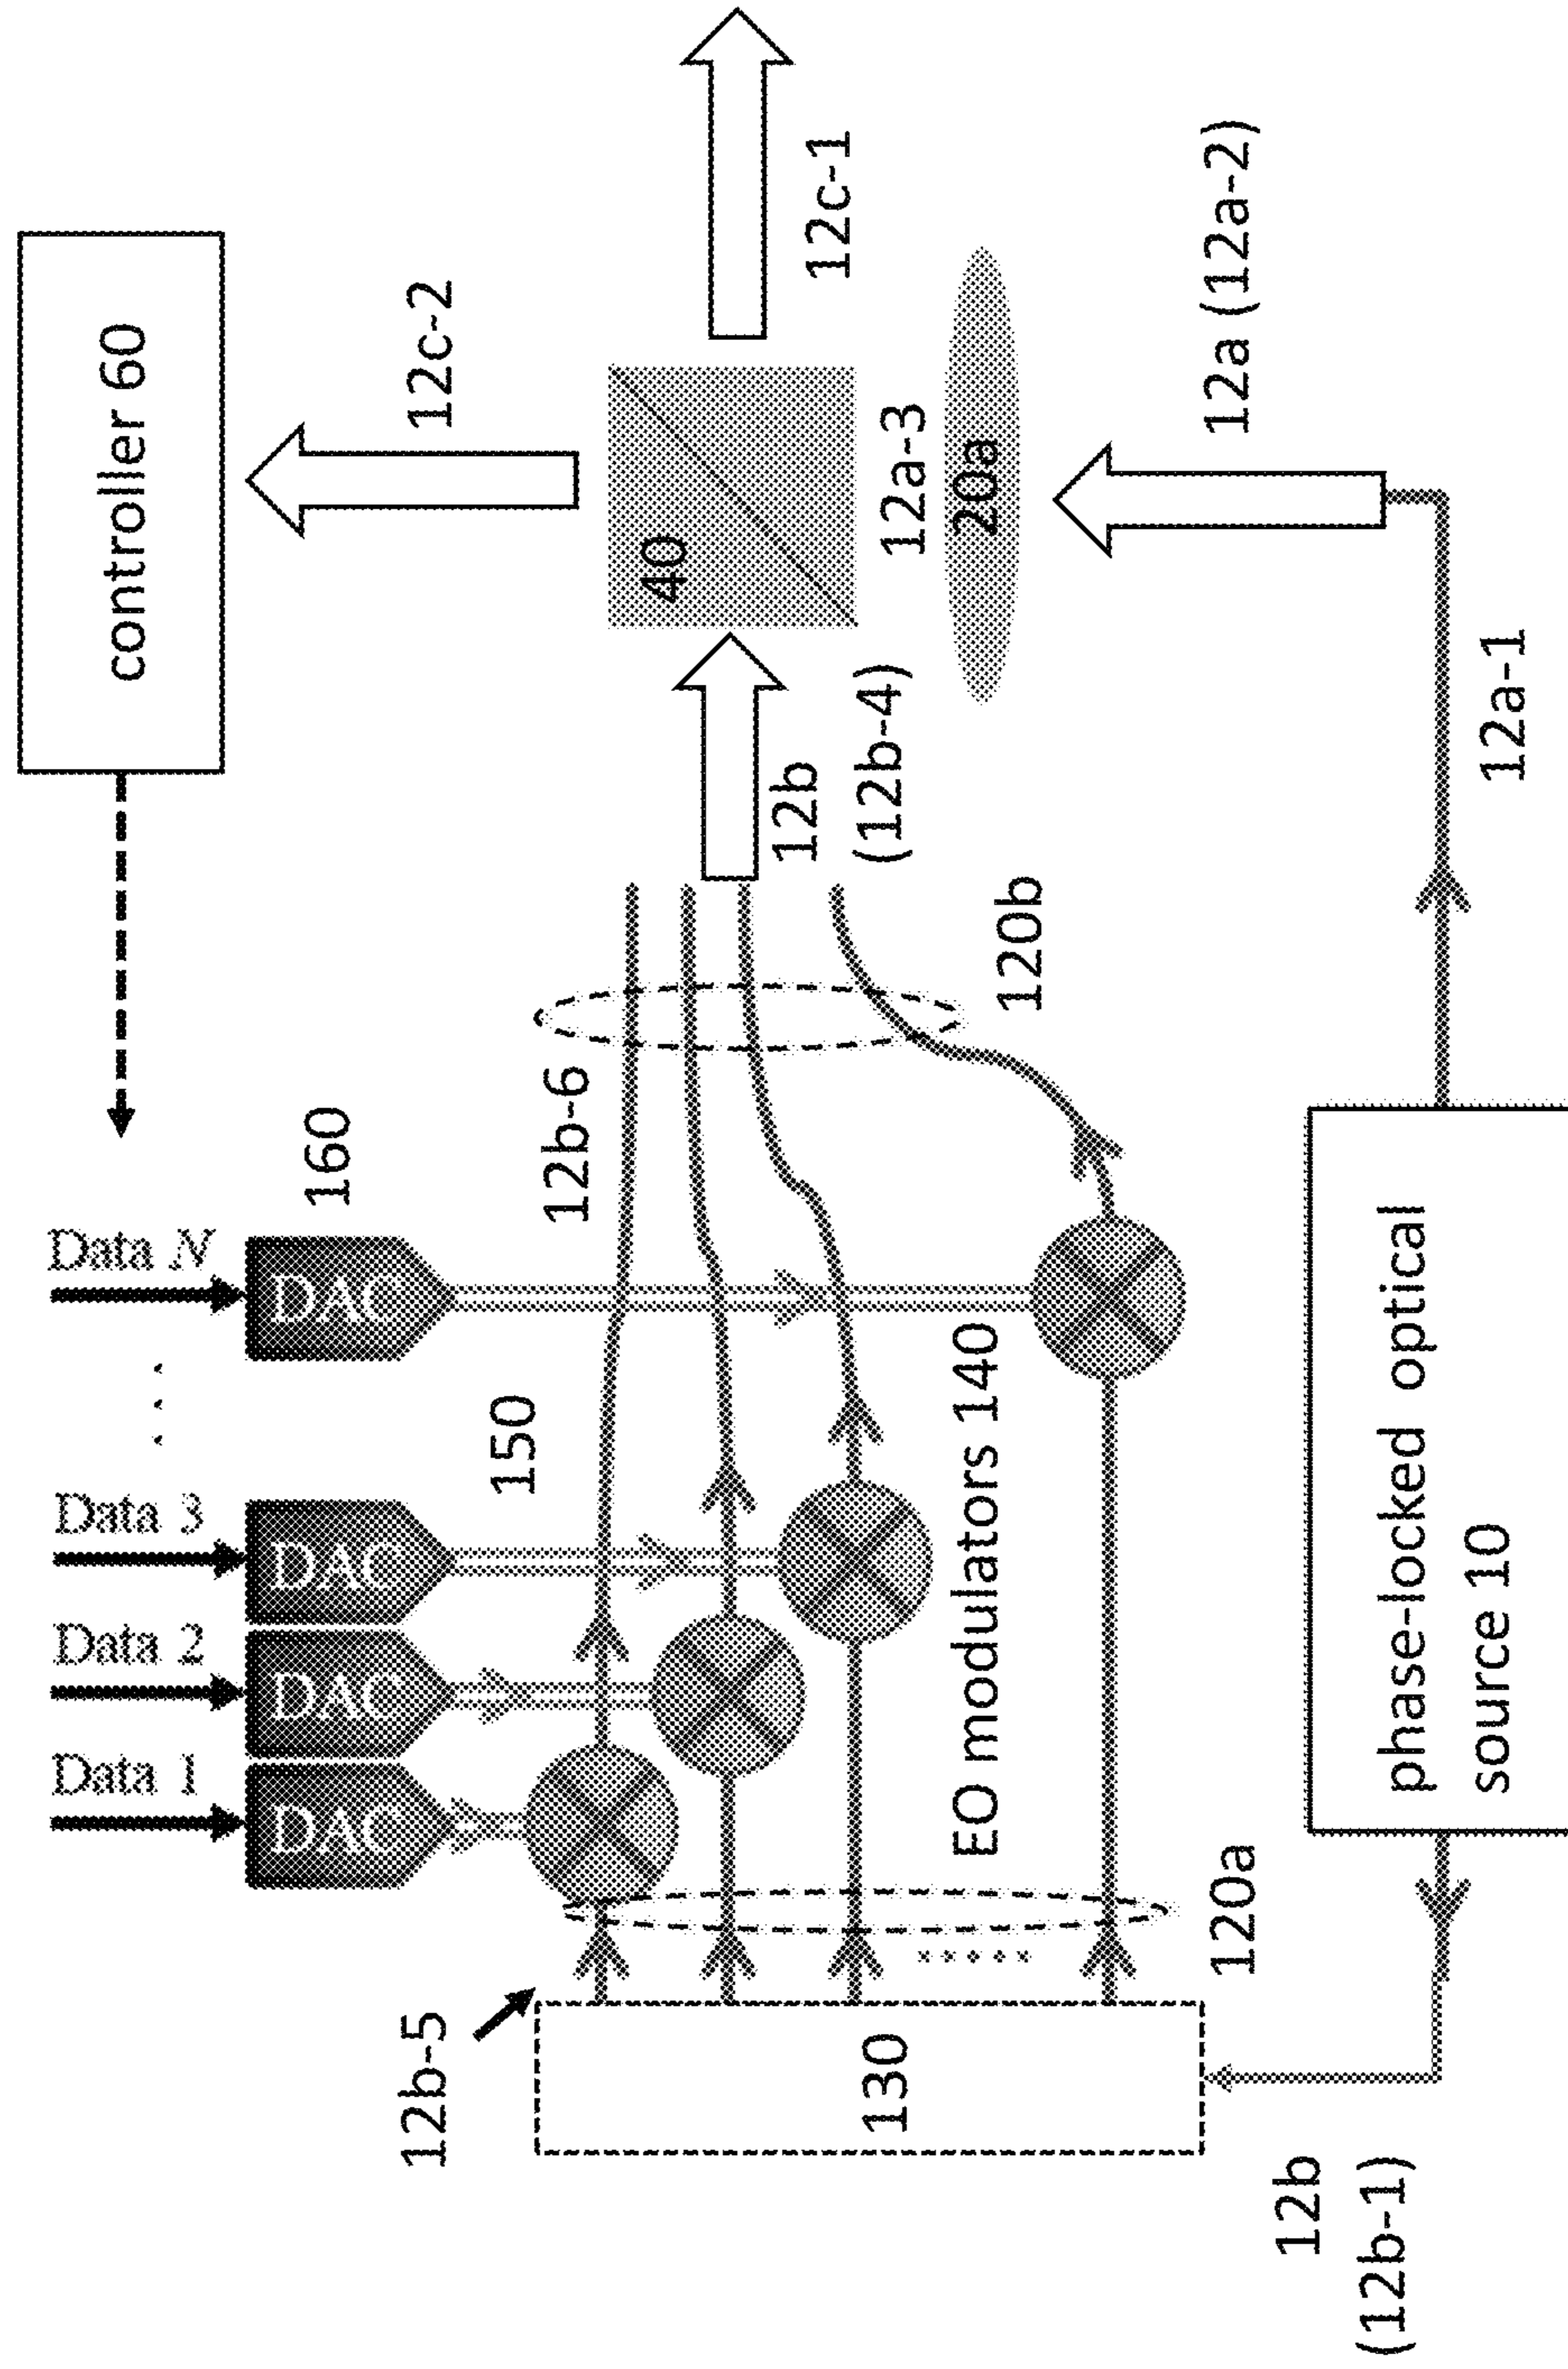 Data 1
Data 2
Data 3
. . .
Data N
DAC
DAC
DAC
DAC
160
controller 60
12b-5
150
12b-6
12c-2
130
EO modulators 140
40
12b
(12b-4)
12c-1
12a-3
20a
120a
120b
12b
(12b-1)
phase-locked optical
source 10
12a-1
12a (12a-2)